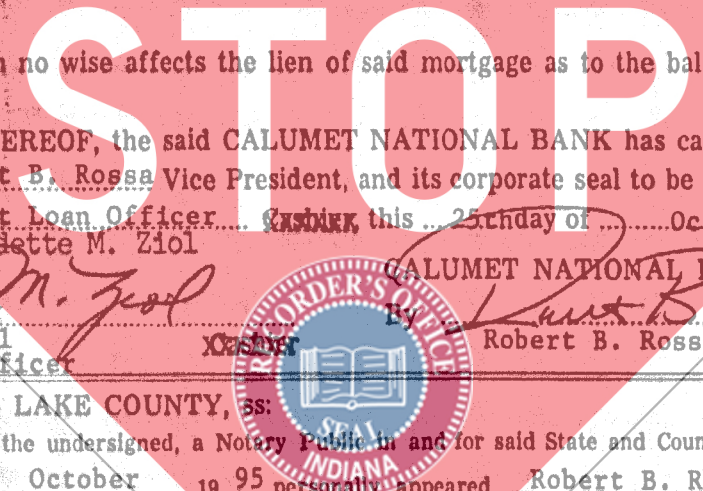 STOP
n no wise affects the lien of said mortgage as to the bal
EREOF, the said CALUMET NATIONAL BANK has ca
t B. Rossa Vice President, and its corporate seal to be
t Loan Officer this 25thday of Oc
dette M. Ziol
CALUMET NATIONAL
M. Ziol
By
l Cashier Robert B. Ross
ficer
LAKE COUNTY, ss:
the undersigned, a Notary Public in and for said State and Coun
October 19 95 personally appeared Robert B. R
RECORDER'S OFFICE
SEAL
INDIANA